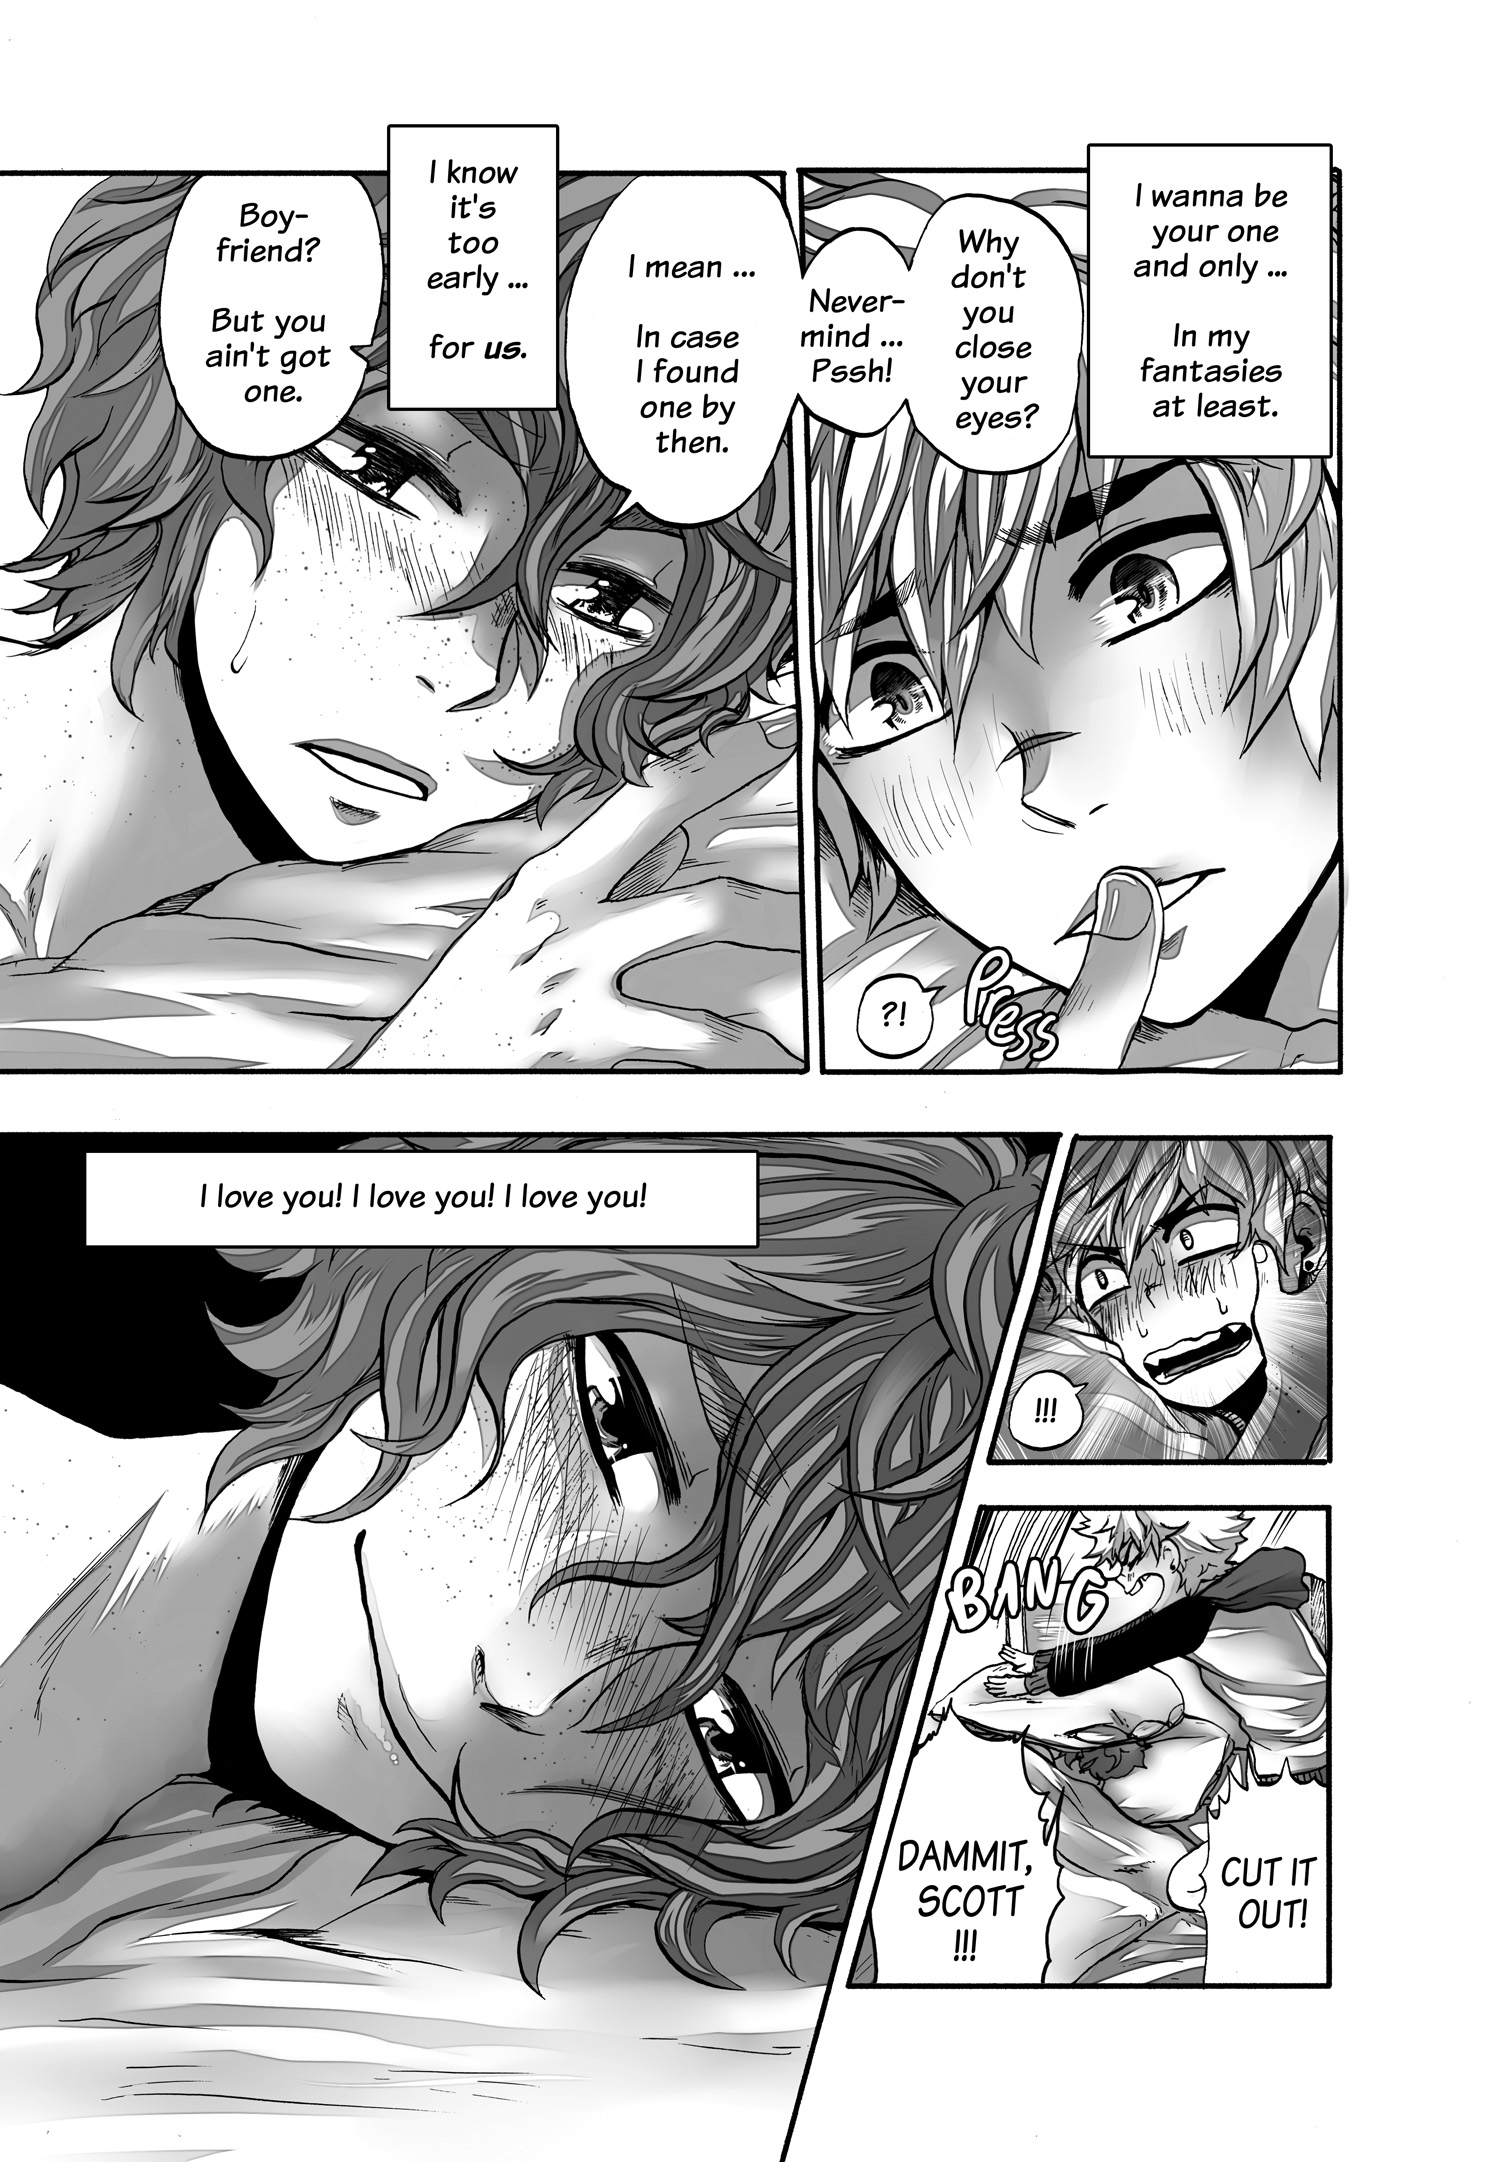 Boy-
friend?
But you
ain't got
one.
I know
it's
too
early ...
for us.
I mean ...
In case
I found
one by
then.
Never-
mind ...
Pssh!
Why
don't
you
close
your
eyes?
I wanna be
your one
and only ...
In my
fantasies
at least.
?!
Press
I love you! I love you! I love you!
!!!
BANG
DAMMIT,
SCOTT
!!!
CUT IT
OUT!